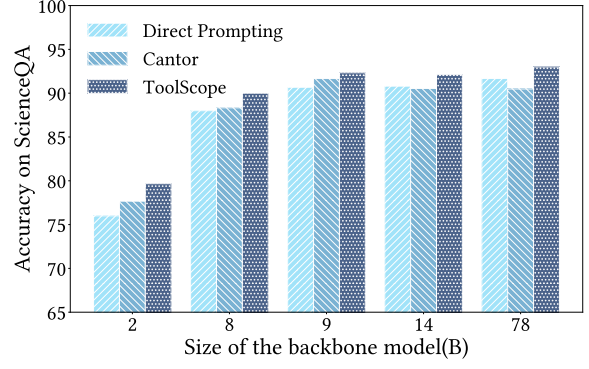 100
95
90
85
80
75
70
65
Accuracy on ScienceQA
Direct Prompting
Cantor
ToolScope
2 8 9 14 78
Size of the backbone model(B)